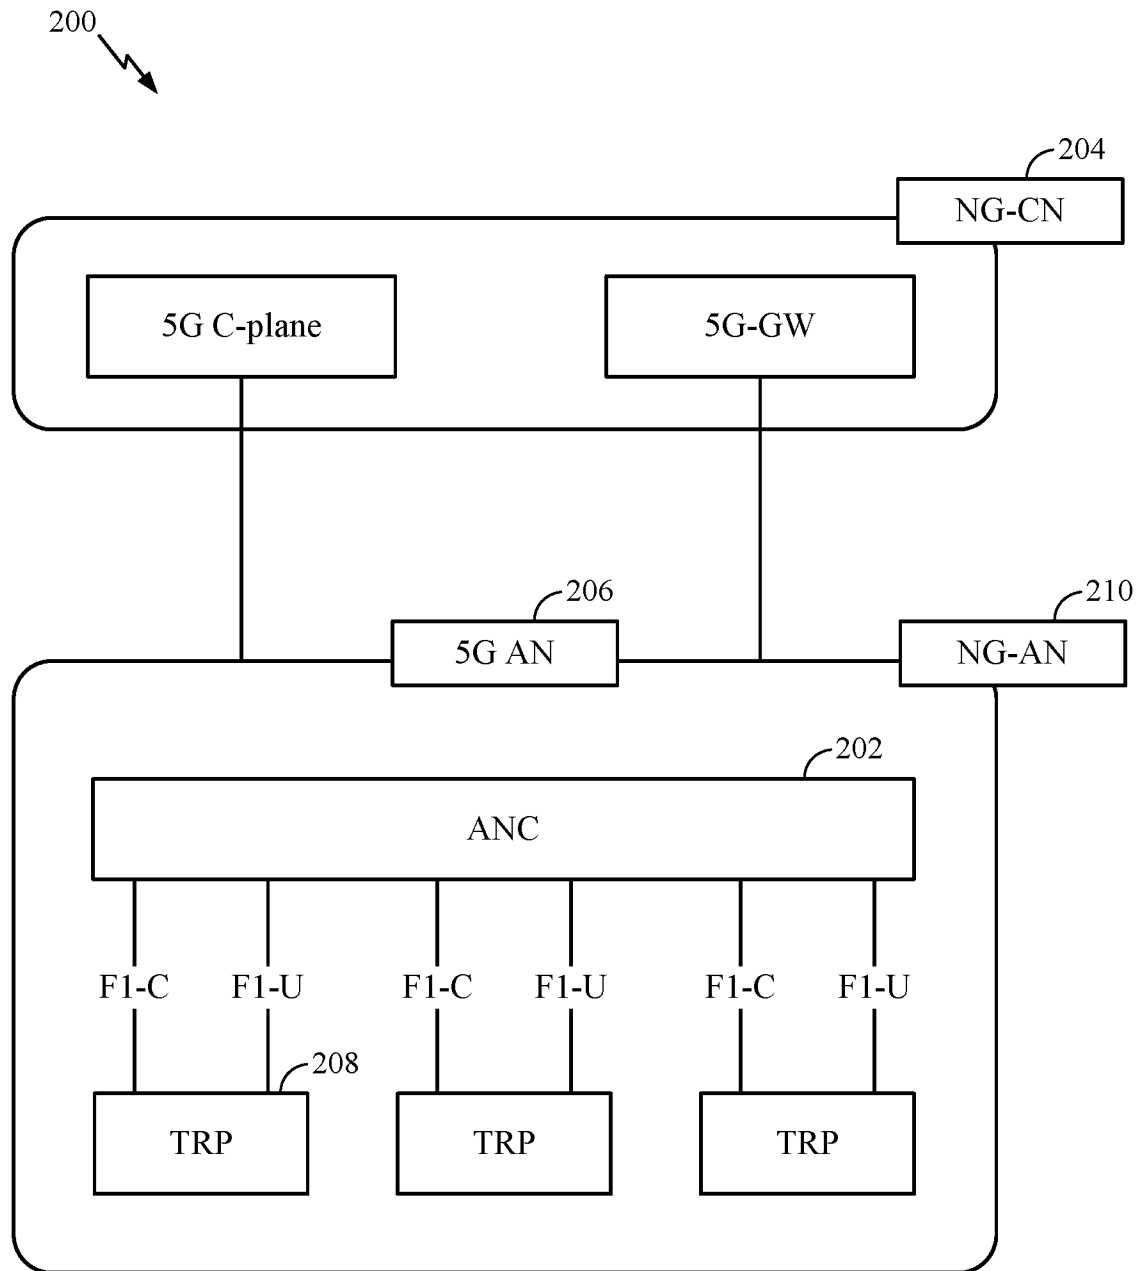 200
204
NG-CN
5G C-plane
5G-GW
206
210
5G AN
NG-AN
202
ANC
F1-C F1-U F1-C F1-U F1-C F1-U
208
TRP TRP TRP